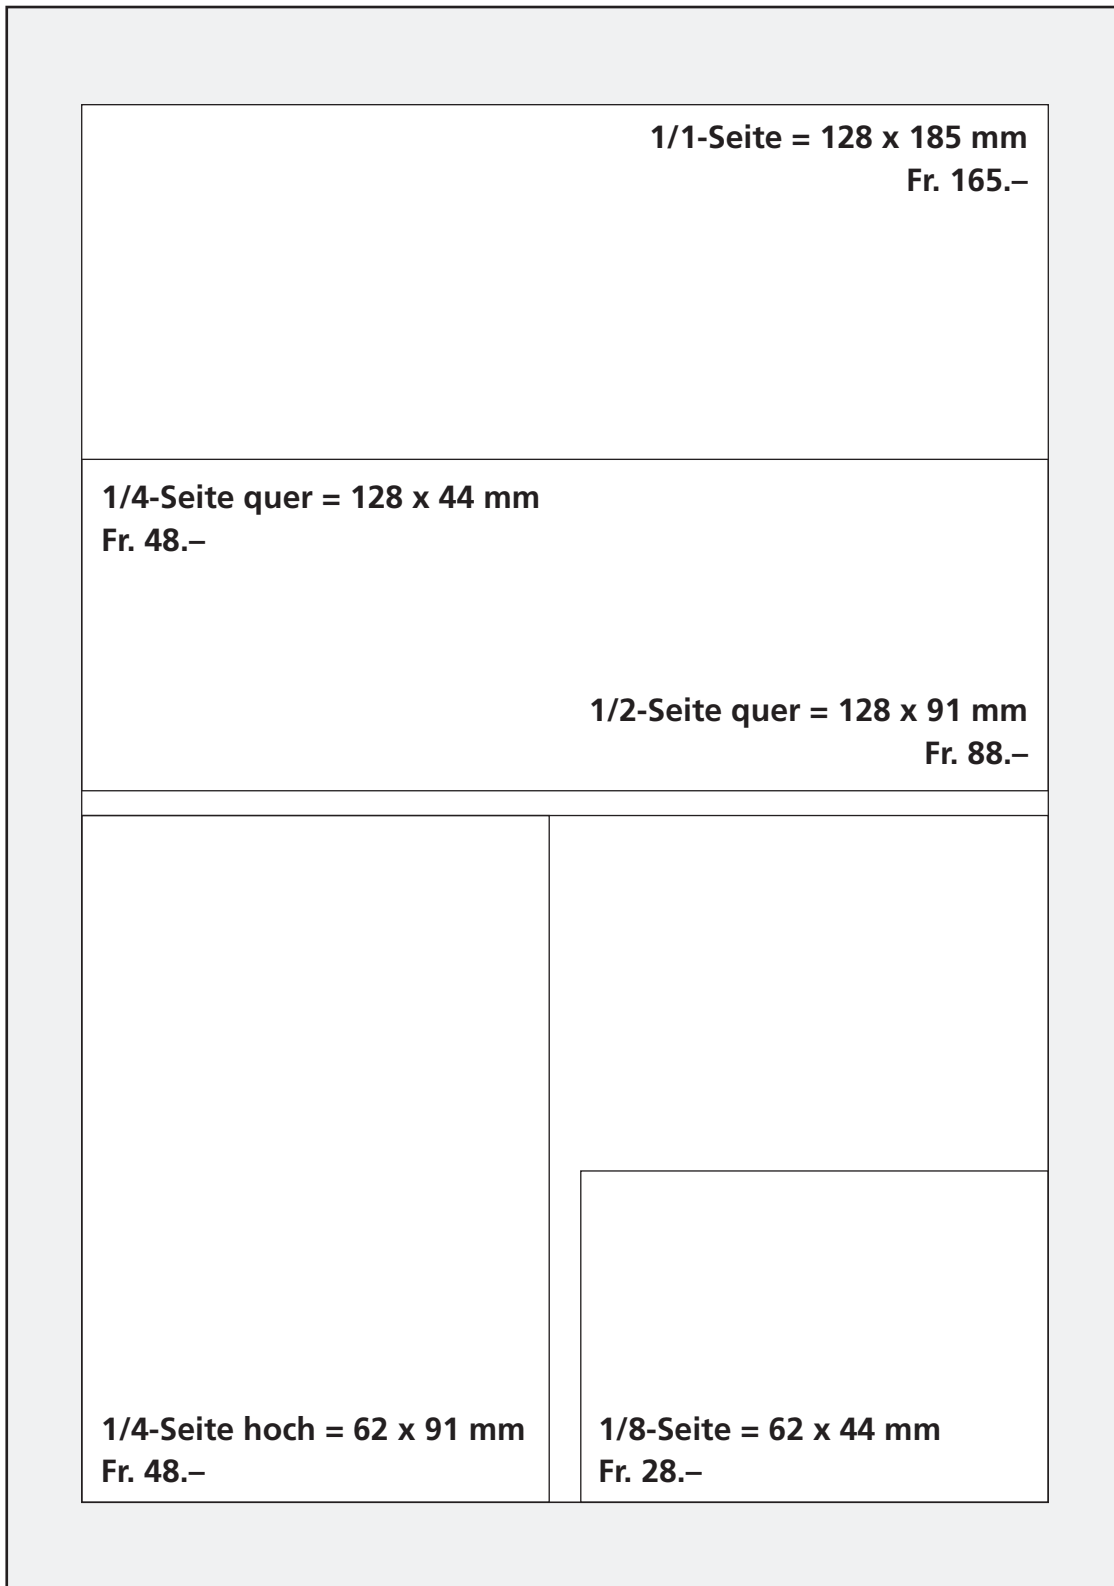 1/1-Seite = 128 x 185 mm
Fr. 165.–
1/4-Seite quer = 128 x 44 mm
Fr. 48.–
1/2-Seite quer = 128 x 91 mm
Fr. 88.–
1/4-Seite hoch = 62 x 91 mm
Fr. 48.–
1/8-Seite = 62 x 44 mm
Fr. 28.–